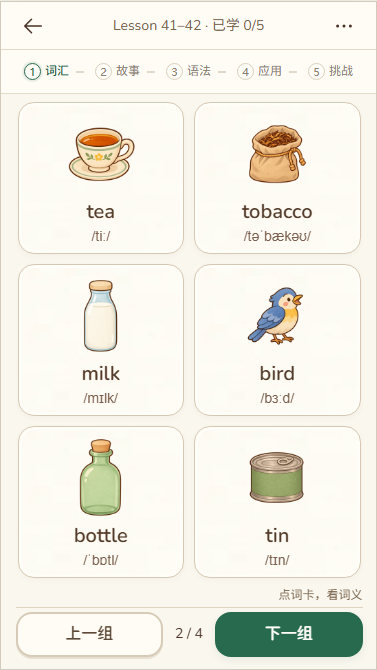 Lesson 41–42 · 已学 0/5
1 词汇 – 2 故事 – 3 语法 – 4 应用 – 5 挑战
tea tobacco
/tiː/ /təˈbækəʊ/
milk bird
/mɪlk/ /bɜːd/
bottle tin
/ˈbɒtl/ /tɪn/
点词卡，看词义
上一组 2 / 4 下一组